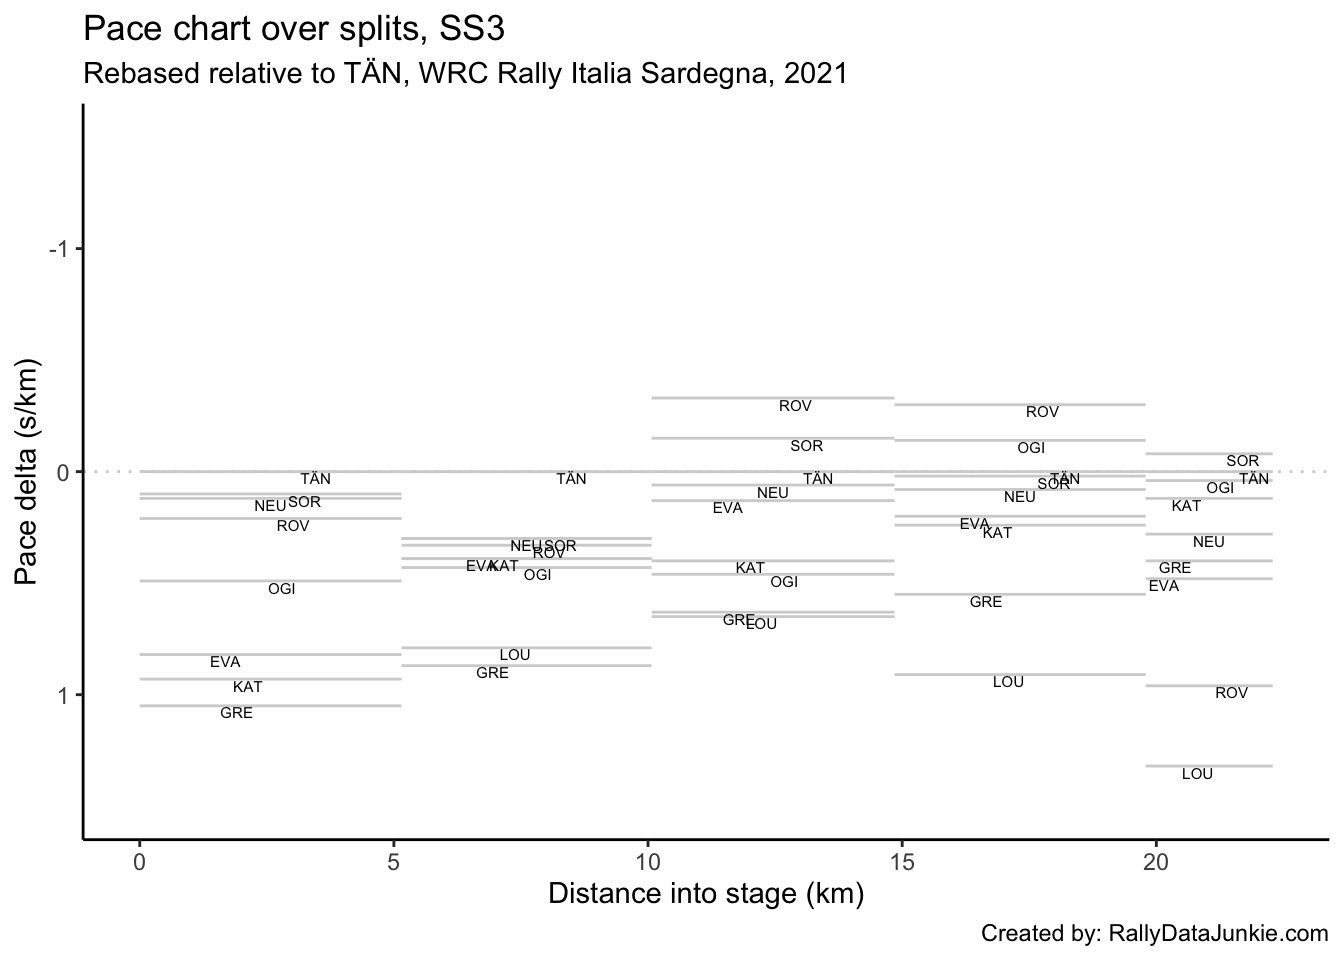 Pace chart over splits, SS3
Rebased relative to TÄN, WRC Rally Italia Sardegna, 2021
Pace delta (s/km)
-1
0
1
TÄN
SOR
NEU
ROV
OGI
EVA
KAT
GRE
TÄN
NEU SOR
ROV
EVA KAT
OGI
LOU
GRE
ROV
SOR
TÄN
NEU
EVA
KAT
OGI
GRE
LOU
ROV
OGI
TÄN
SOR
NEU
EVA
KAT
GRE
LOU
SOR
TÄN
OGI
KAT
NEU
GRE
EVA
ROV
LOU
0 5 10 15 20
Distance into stage (km)
Created by: RallyDataJunkie.com